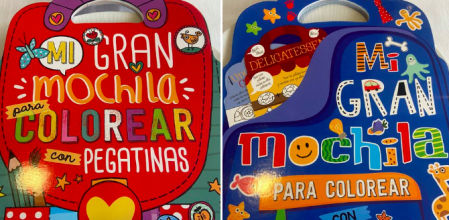 MI
GRAN
mochila
para
COLOREAR
con
PEGATINAS
DELICATESSEN
Mi
GRAN
Mochila
PARA COLOREAR
CON